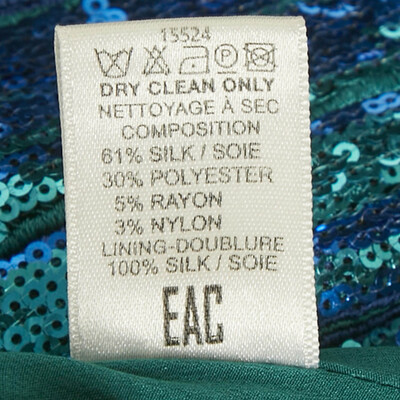 15524
DRY CLEAN ONLY
NETTOYAGE À SEC
COMPOSITION
61% SILK / SOIE
30% POLYESTER
5% RAYON
3% NYLON
LINING-DOUBLURE
100% SILK / SOIE
EAC